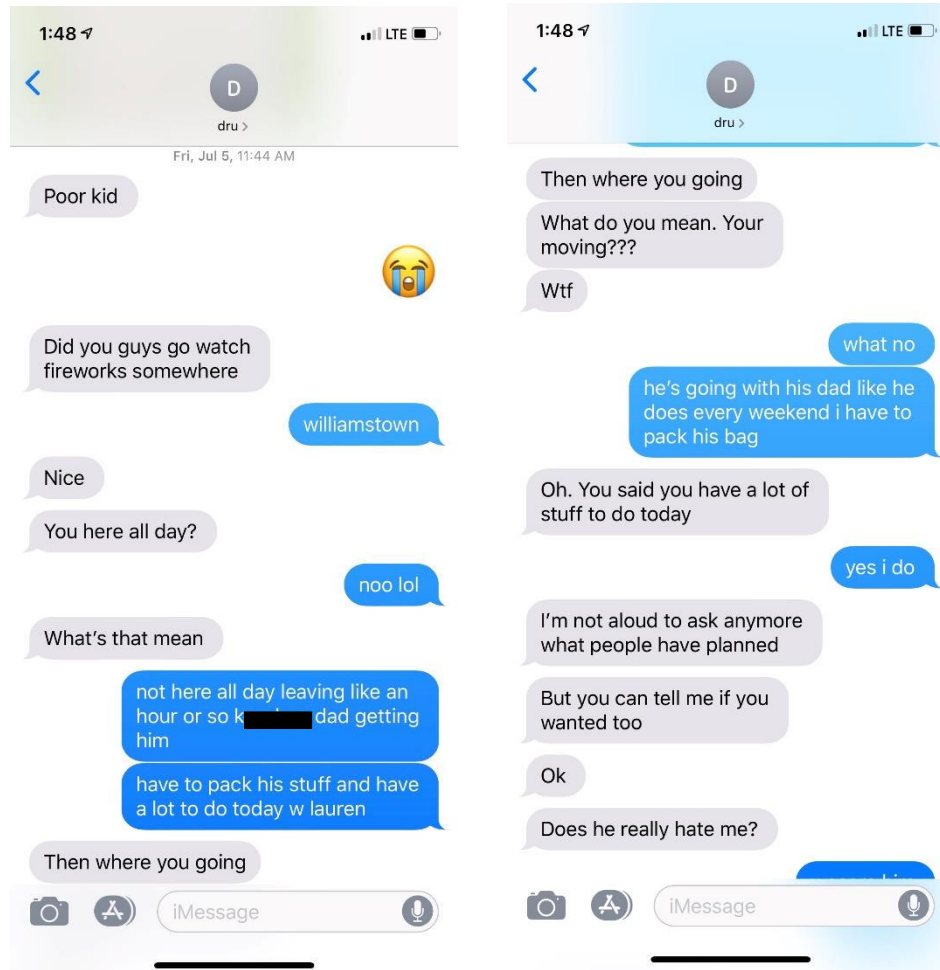 1:48
LTE
D
dru >
Fri, Jul 5, 11:44 AM
Poor kid
Did you guys go watch
fireworks somewhere
williamstown
Nice
You here all day?
noo lol
What's that mean
not here all day leaving like an
hour or so k dad getting
him
have to pack his stuff and have
a lot to do today w lauren
Then where you going
iMessage
1:48
LTE
D
dru >
Then where you going
What do you mean. Your
moving???
Wtf
what no
he's going with his dad like he
does every weekend i have to
pack his bag
Oh. You said you have a lot of
stuff to do today
yes i do
I'm not aloud to ask anymore
what people have planned
But you can tell me if you
wanted too
Ok
Does he really hate me?
iMessage